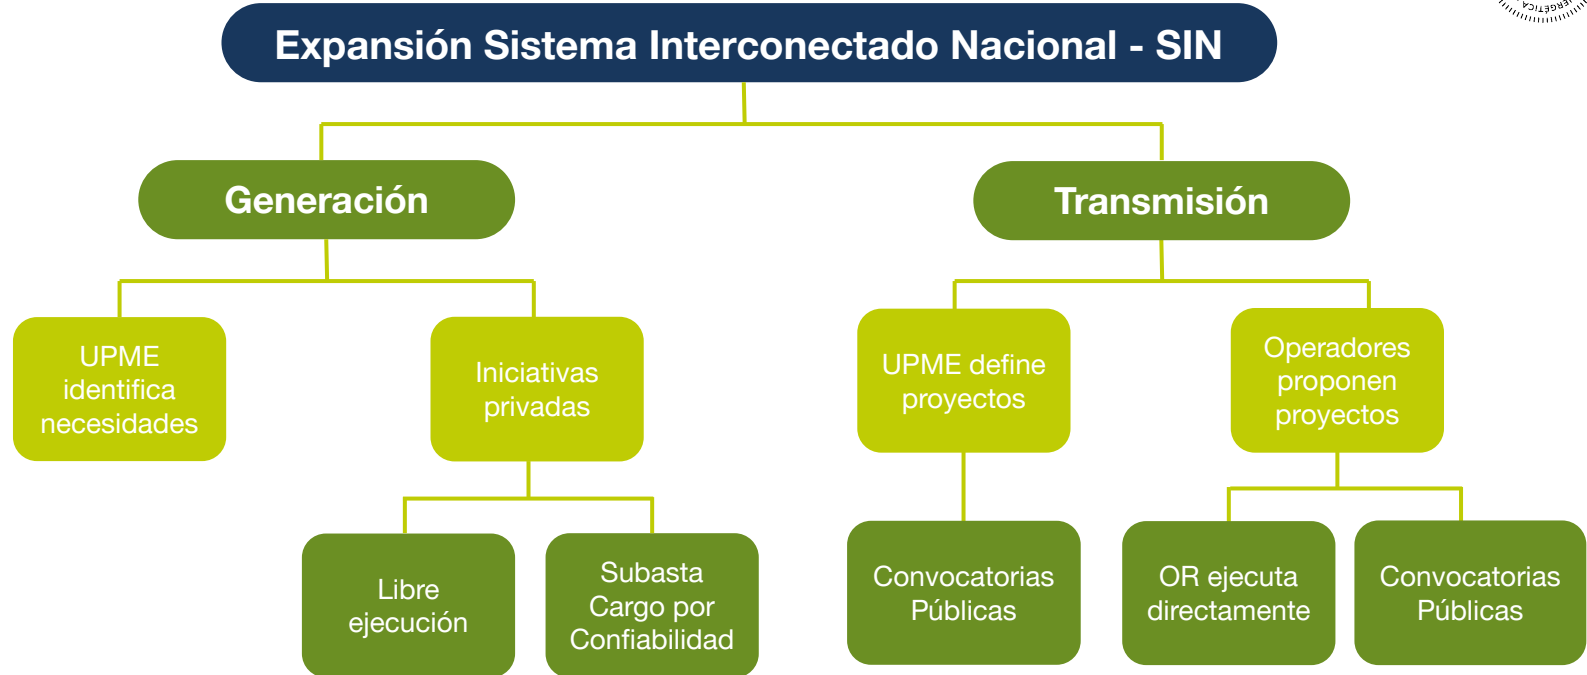 Expansión Sistema Interconectado Nacional - SIN
Generación
Transmisión
UPME
identifica
necesidades
Iniciativas
privadas
UPME define
proyectos
Operadores
proponen
proyectos
Libre
ejecución
Subasta
Cargo por
Confiabilidad
Convocatorias
Públicas
OR ejecuta
directamente
Convocatorias
Públicas